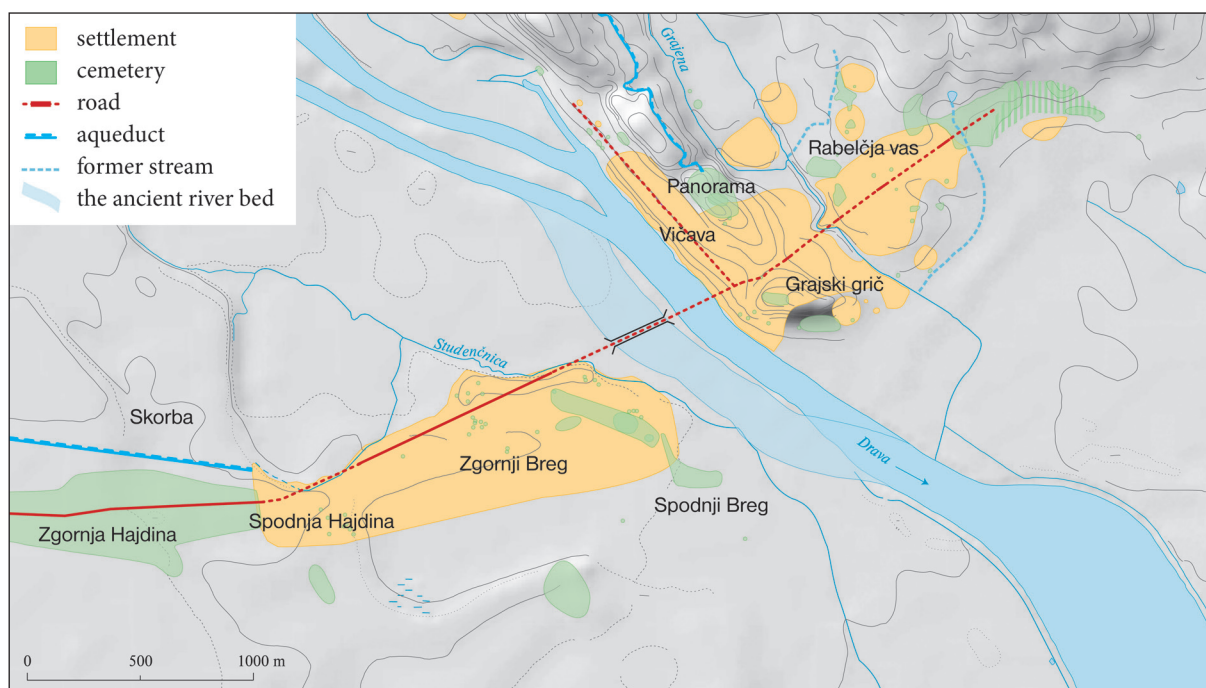 settlement
cemetery
road
aqueduct
former stream
the ancient river bed
Grajena
Rabelčja vas
Panorama
Vičava
Grajski grič
Studenčnica
Skorba
Zgornji Breg
Drava
Spodnji Breg
Spodnja Hajdina
Zgornja Hajdina
0 500 1000 m